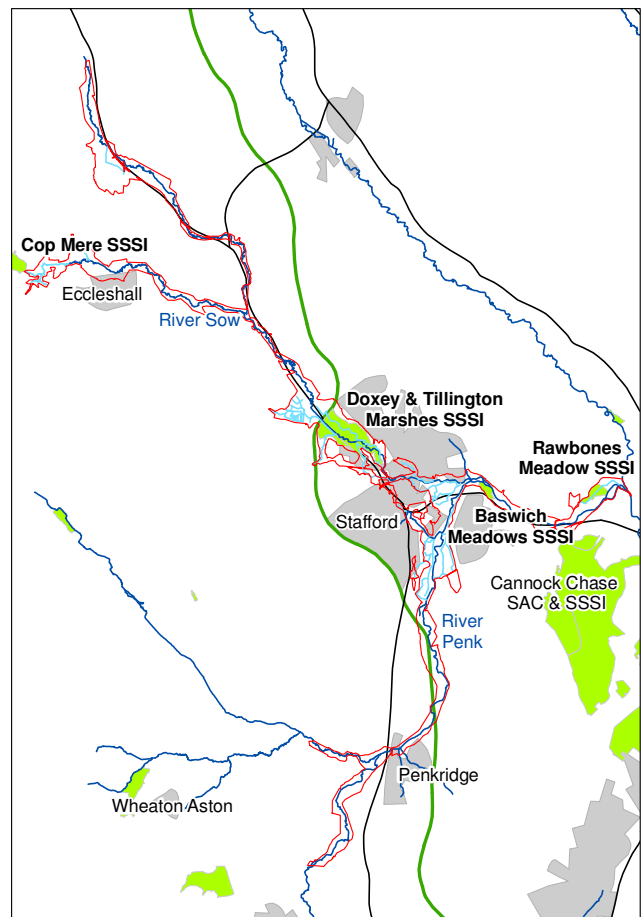 Cop Mere SSSI
Eccleshall
River Sow
Doxey & Tillington
Marshes SSSI
Rawbones
Meadow SSSI
Stafford
Baswich
Meadows SSSI
Cannock Chase
SAC & SSSI
River
Penk
Penkridge
Wheaton Aston